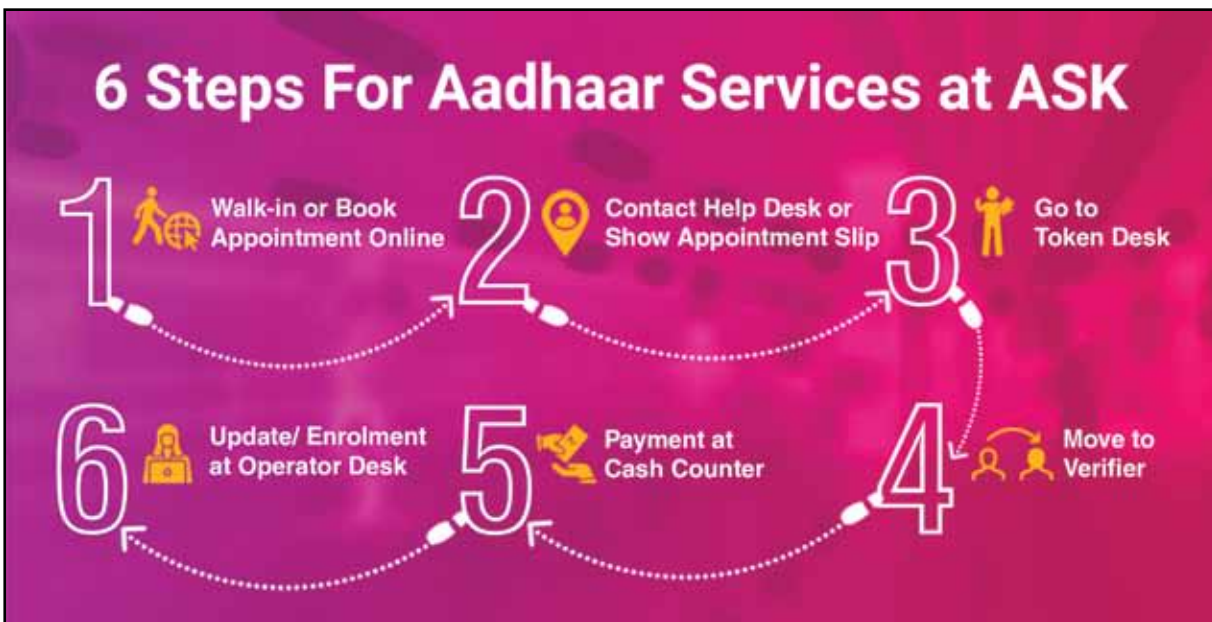 6 Steps For Aadhaar Services at ASK
1
Walk-in or Book
Appointment Online
2
Contact Help Desk or
Show Appointment Slip
3
Go to
Token Desk
4
Move to
Verifier
5
Payment at
Cash Counter
6
Update/ Enrolment
at Operator Desk